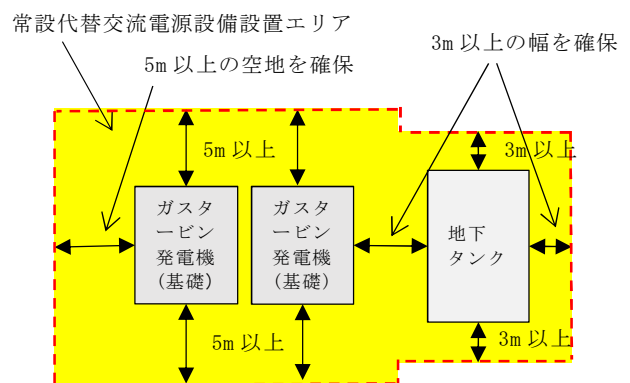 常設代替交流電源設備設置エリア
5m 以上の空地を確保
3m 以上の幅を確保
5m 以上
3m 以上
ガスタ
ービン
発電機
(基礎)
ガスタ
ービン
発電機
(基礎)
地下
タンク
5m 以上
3m 以上